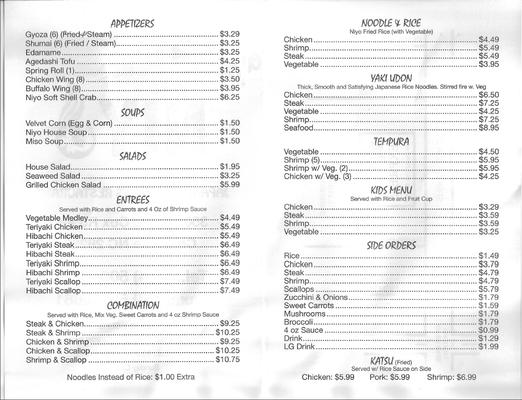 APPETIZERS
Gyoza (6) (Fried/Steam) $3.29
Shumai (6) (Fried / Steam) $3.25
Edamame $3.25
Agedashi Tofu $4.25
Spring Roll (1) $1.25
Chicken Wing (8) $3.50
Buffalo Wing (8) $3.95
Niyo Soft Shell Crab $6.25
SOUPS
Velvet Corn (Egg & Corn) $1.50
Niyo House Soup $1.50
Miso Soup $1.50
SALADS
House Salad $1.95
Seaweed Salad $3.25
Grilled Chicken Salad $5.99
ENTREES
Served with Rice and Carrots and 4 Oz of Shrimp Sauce
Vegetable Medley $4.49
Teriyaki Chicken $5.49
Hibachi Chicken $5.49
Teriyaki Steak $6.49
Hibachi Steak $6.49
Teriyaki Shrimp $6.49
Hibachi Shrimp $6.49
Teriyaki Scallop $7.49
Hibachi Scallop $7.49
COMBINATION
Served with Rice, Mix Veg. Sweet Carrots and 4 oz Shrimp Sauce
Steak & Chicken $9.25
Steak & Shrimp $10.25
Chicken & Shrimp $9.25
Chicken & Scallop $10.25
Shrimp & Scallop $10.75
Noodles Instead of Rice: $1.00 Extra
NOODLE & RICE
Niyo Fried Rice (with Vegetable)
Chicken $4.49
Shrimp $5.49
Steak $5.49
Vegetable $3.95
YAKI UDON
Thick, Smooth and Satisfying Japanese Rice Noodles. Stirred fire w. Veg
Chicken $6.50
Steak $7.25
Vegetable $4.25
Shrimp $7.25
Seafood $8.95
TEMPURA
Vegetable $4.50
Shrimp (5) $5.95
Shrimp w/ Veg. (2) $5.95
Chicken w/ Veg. (3) $4.25
KIDS MENU
Served with Rice and Fruit Cup
Chicken $3.29
Steak $3.59
Shrimp $3.59
Vegetable $3.25
SIDE ORDERS
Rice $1.49
Chicken $3.79
Steak $4.79
Shrimp $4.79
Scallops $5.79
Zucchini & Onions $1.79
Sweet Carrots $1.59
Mushrooms $1.79
Broccoli $1.79
4 oz Sauce $0.99
Drink $1.29
LG Drink $1.99
KATSU (Fried)
Served w/ Rice Sauce on Side
Chicken: $5.99 Pork: $5.99 Shrimp: $6.99